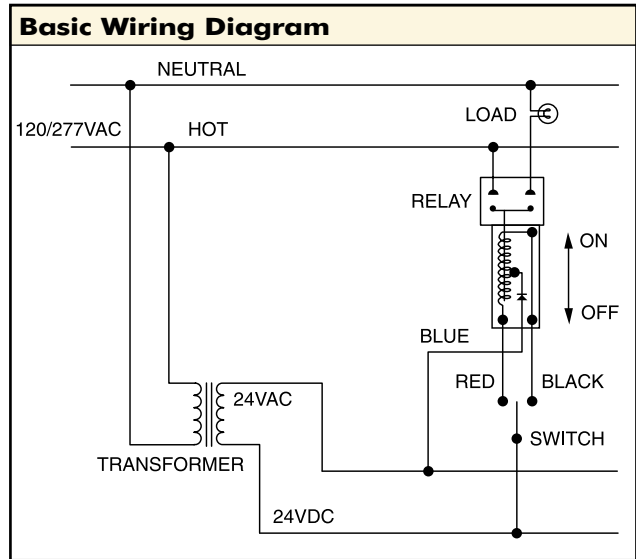 Basic Wiring Diagram
NEUTRAL
LOAD
120/277VAC
HOT
RELAY
ON
OFF
BLUE
RED
BLACK
24VAC
SWITCH
TRANSFORMER
24VDC